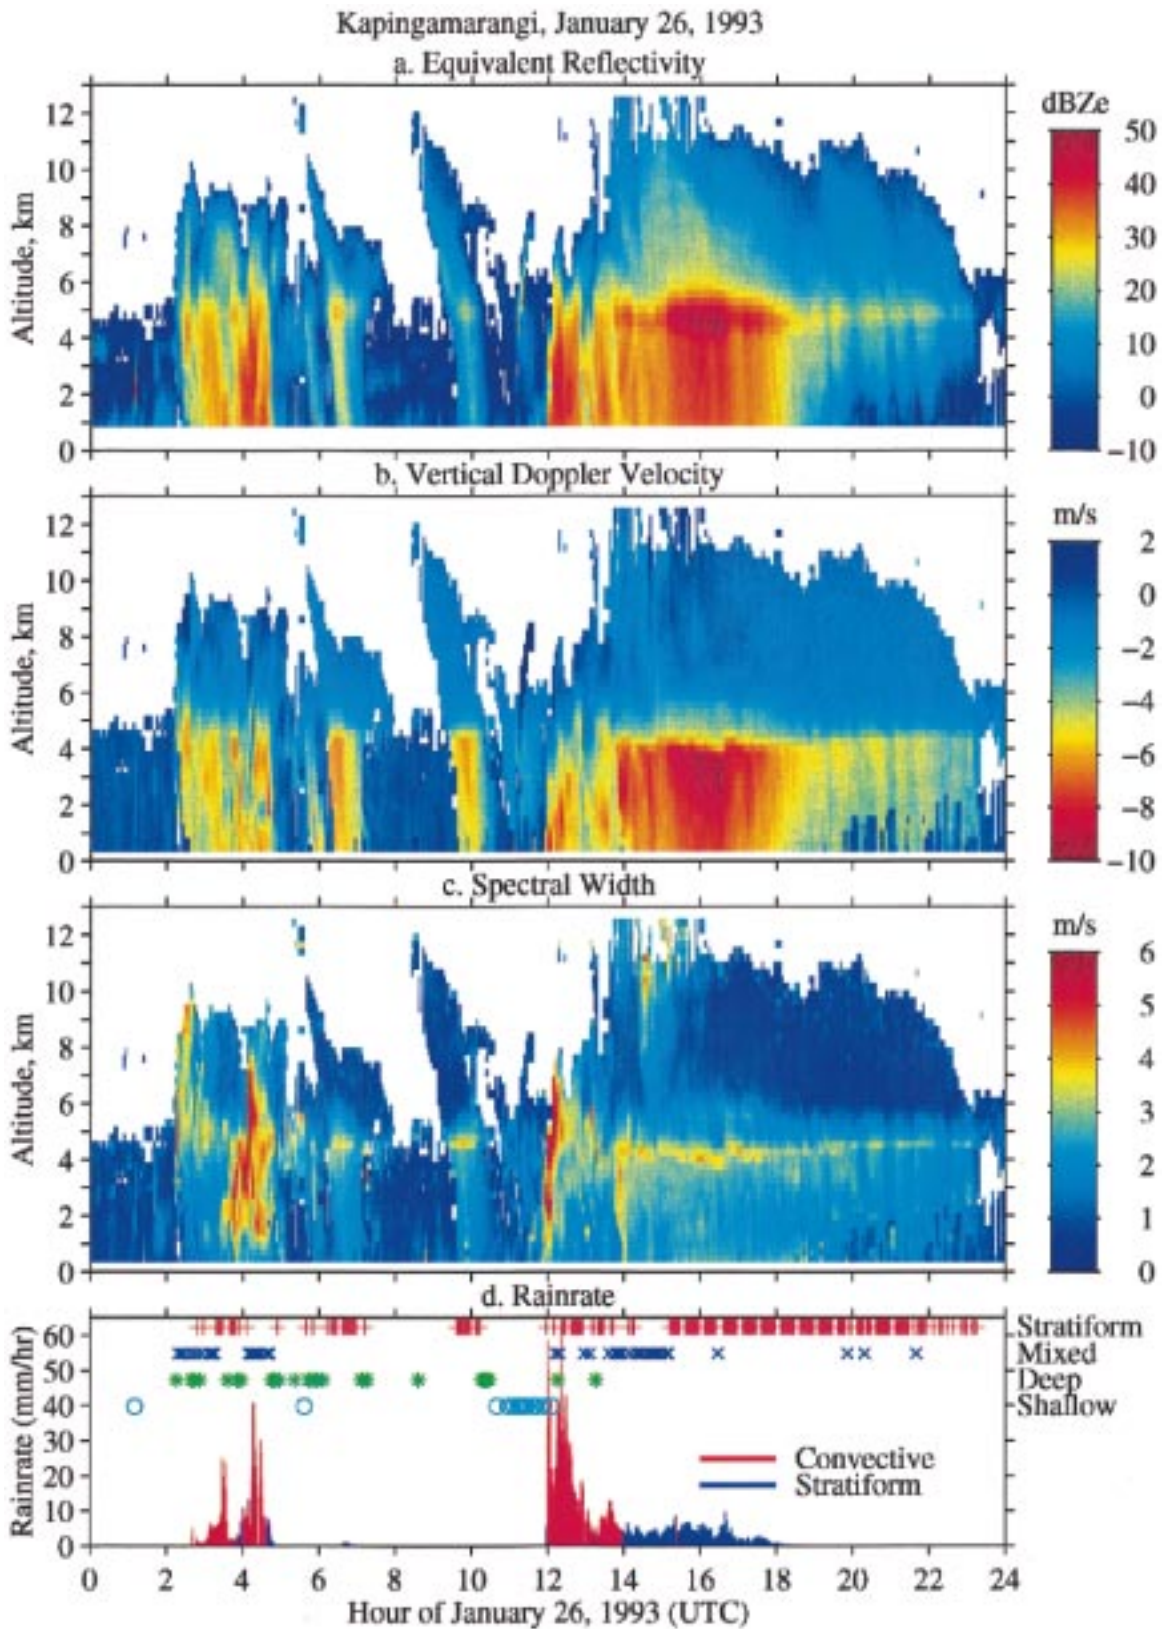 Kapingamarangi, January 26, 1993
a. Equivalent Reflectivity
12
10
8
6
4
2
0
Altitude, km
dBZe
50
40
30
20
10
0
−10
b. Vertical Doppler Velocity
12
10
8
6
4
2
0
Altitude, km
m/s
2
0
−2
−4
−6
−8
−10
c. Spectral Width
12
10
8
6
4
2
0
Altitude, km
m/s
6
5
4
3
2
1
0
d. Rainrate
60
50
40
30
20
10
0
Rainrate (mm/hr)
Stratiform
Mixed
Deep
Shallow
Convective
Stratiform
0 2 4 6 8 10 12 14 16 18 20 22 24
Hour of January 26, 1993 (UTC)